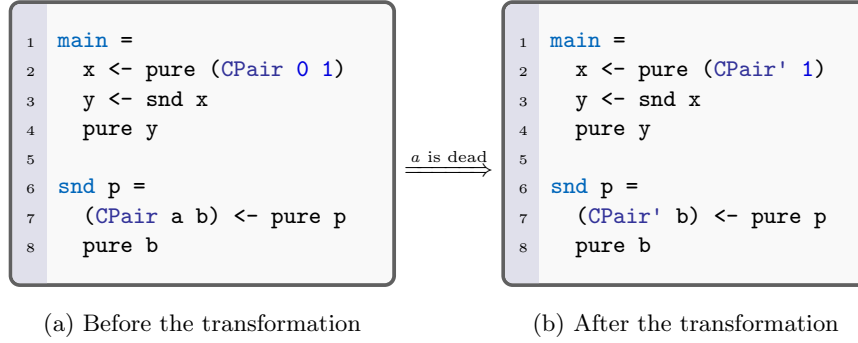 1 main =
2 x <- pure (CPair 0 1)
3 y <- snd x
4 pure y
5
6 snd p =
7 (CPair a b) <- pure p
8 pure b
a is dead
1 main =
2 x <- pure (CPair' 1)
3 y <- snd x
4 pure y
5
6 snd p =
7 (CPair' b) <- pure p
8 pure b
(a) Before the transformation
(b) After the transformation